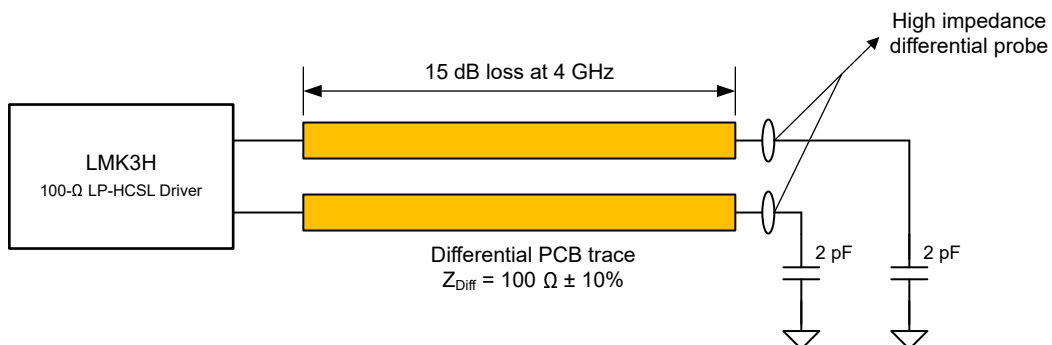 High impedance
differential probe
15 dB loss at 4 GHz
LMK3H
100-Ω LP-HCSL Driver
Differential PCB trace
ZDiff = 100 Ω ± 10%
2 pF
2 pF